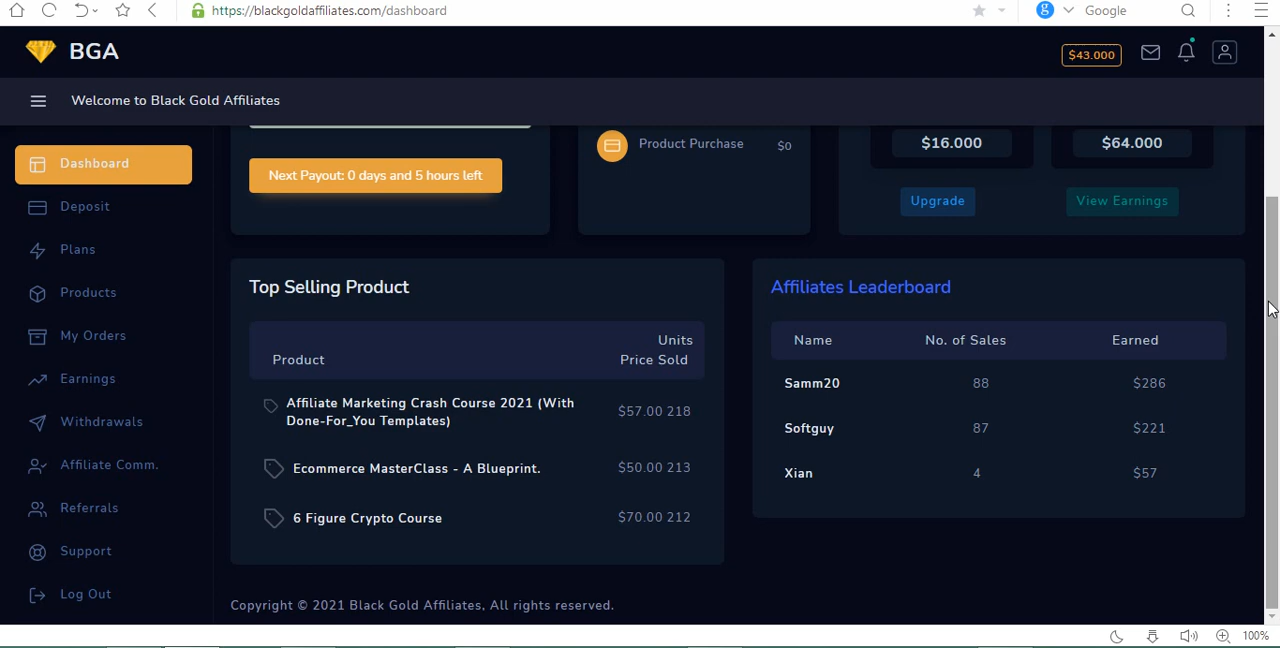 https://blackgoldaffiliates.com/dashboard
g Google
BGA
$43.000
Welcome to Black Gold Affiliates
Dashboard
Deposit
Plans
Products
My Orders
Earnings
Withdrawals
Affiliate Comm.
Referrals
Support
Log Out
Next Payout: 0 days and 5 hours left
Product Purchase $0
$16.000 $64.000
Upgrade View Earnings
Top Selling Product
Units
Product Price Sold
Affiliate Marketing Crash Course 2021 (With
Done-For_You Templates)
$57.00 218
Ecommerce MasterClass - A Blueprint. $50.00 213
6 Figure Crypto Course $70.00 212
Affiliates Leaderboard
Name No. of Sales Earned
Samm20 88 $286
Softguy 87 $221
Xian 4 $57
Copyright © 2021 Black Gold Affiliates, All rights reserved.
100%